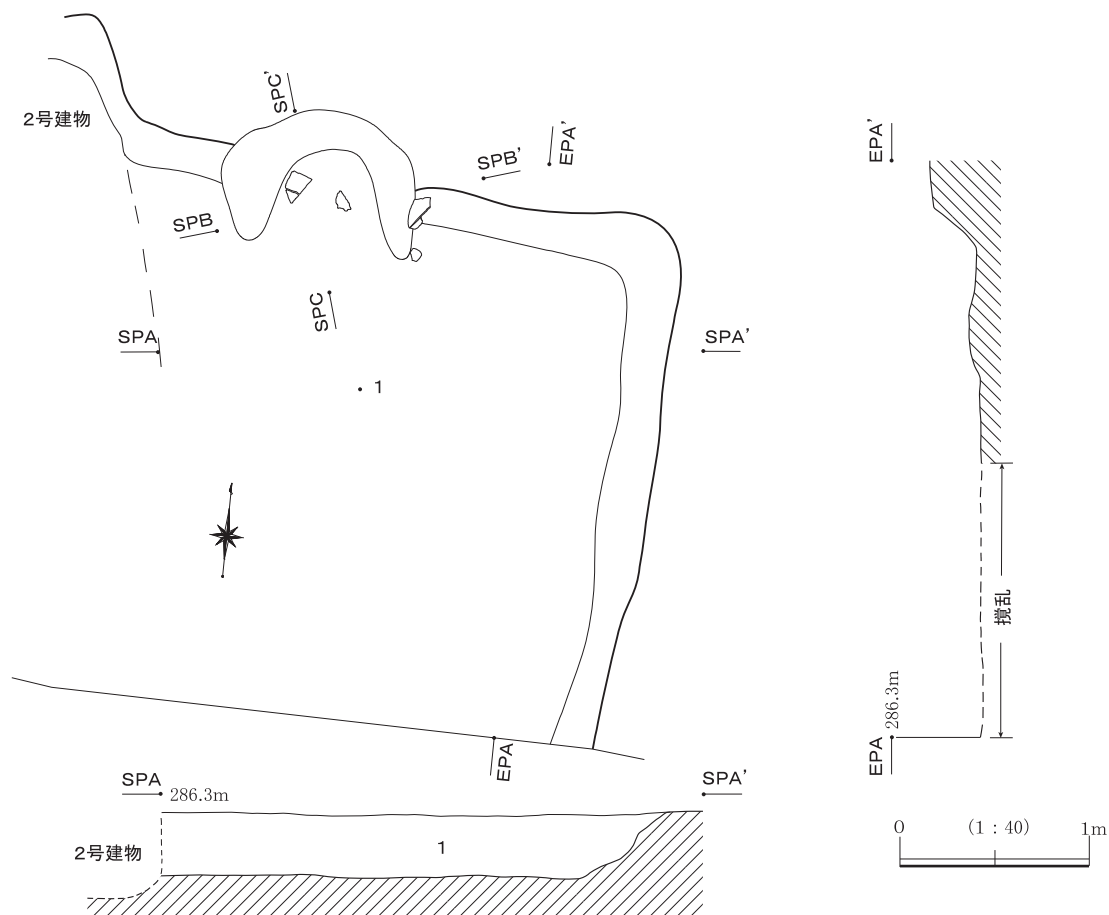 2号建物
SPC'
SPB'
EPA'
SPB
SPC
SPA
SPA'
1
EPA
SPA
286.3m
SPA'
2号建物
1
EPA'
撹乱
286.3m
EPA
0 (1：40) 1m